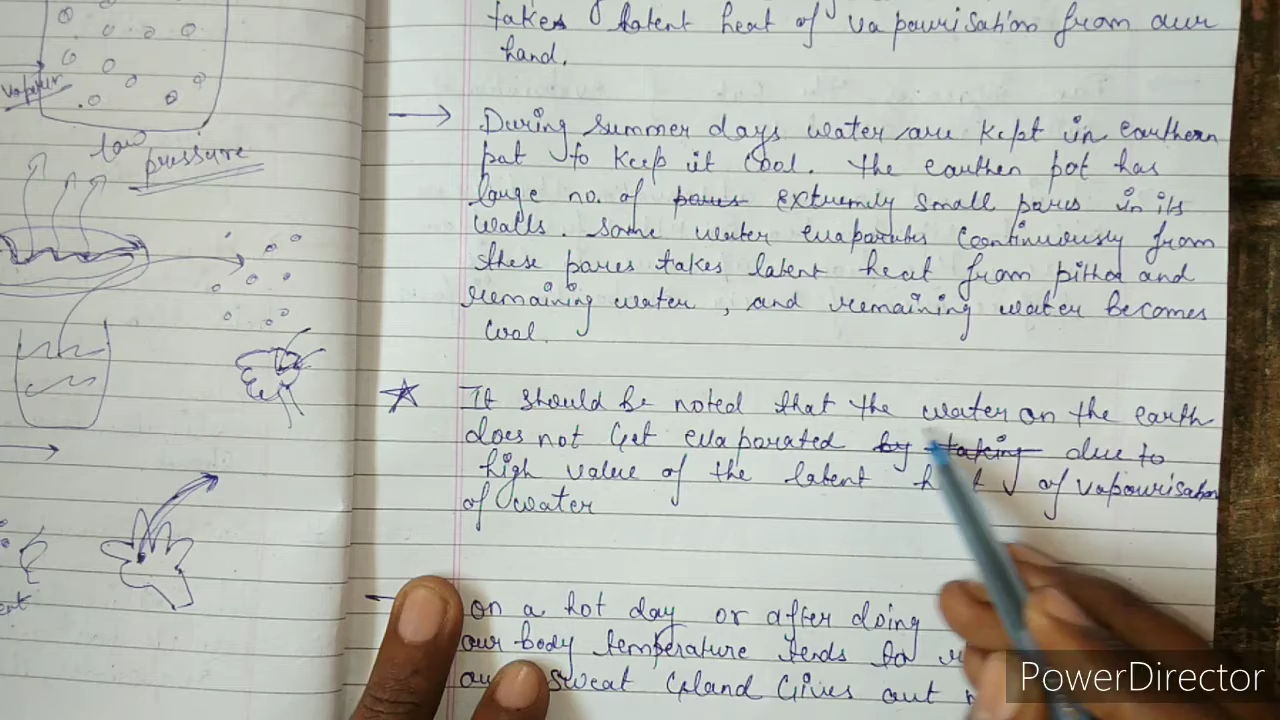 takes latent heat of vapourisation from our
hand.
vapour
low
pressure
During summer days water are kept in earthen
pot to keep it cool. The earthen pot has
large no. of pores extremly small pores in its
walls. Some water evaporates continuously from
these pores takes latent heat from pither and
remaining water, and remaining water becomes
cool.
It should be noted that the water on the earth
does not get evaporated by taking due to
high value of the latent of vapourisation
of water
on a hot day or after doing
our body temperature tends to
sweat Gland Gives out
PowerDirector